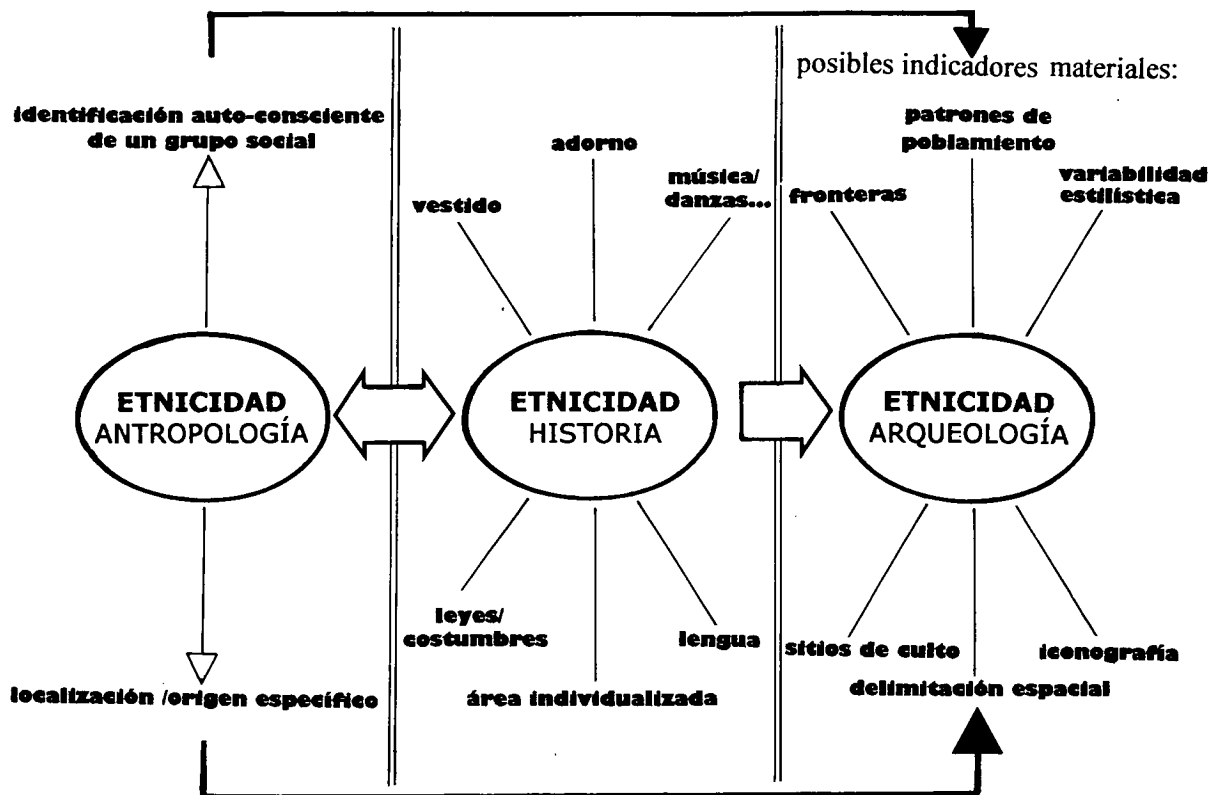 posibles indicadores materiales:
identificación auto-consciente
de un grupo social
ETNICIDAD
ANTROPOLOGÍA
localización /origen específico
adorno
vestido
música/
danzas...
ETNICIDAD
HISTORIA
leyes/
costumbres
lengua
área individualizada
patrones de
poblamiento
fronteras
variabilidad
estilística
ETNICIDAD
ARQUEOLOGÍA
sitios de culto
iconografía
delimitación espacial